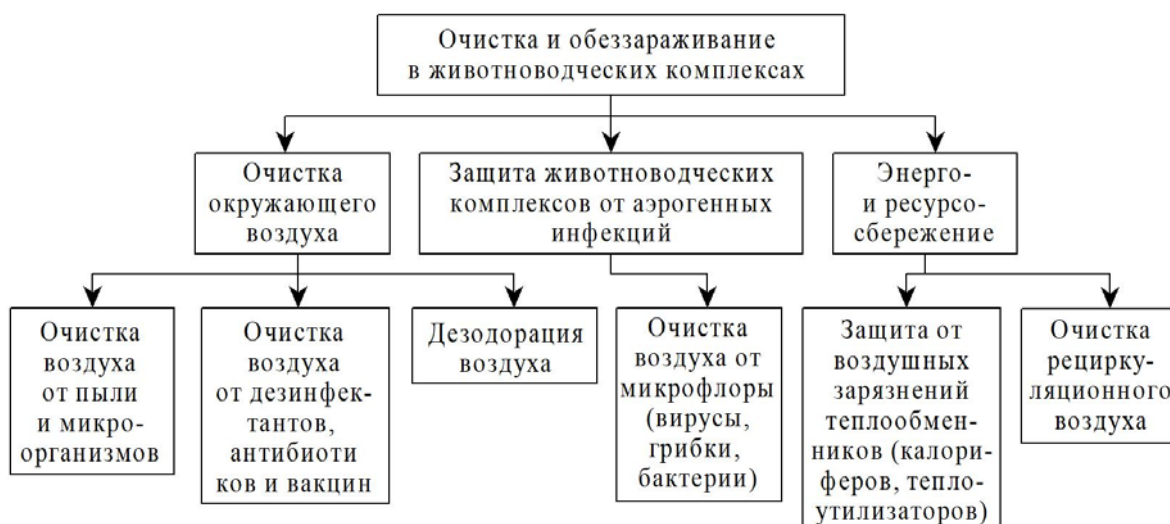 Очистка и обеззараживание
в животноводческих комплексах
Очистка
окружающего
воздуха
Защита животноводческих
комплексов от аэрогенных
инфекций
Энерго-
и ресурсо-
сбережение
Очистка
воздуха
от пыли
и микро-
организмов
Очистка
воздуха
от дезинфек-
тантов,
антибиоти
ков и вакцин
Дезодорация
воздуха
Очистка
воздуха от
микрофлоры
(вирусы,
грибки,
бактерии)
Защита от
воздушных
зарязнений
теплообмен-
ников (калори-
феров, тепло-
утилизаторов)
Очистка
рецирку-
ляционного
воздуха